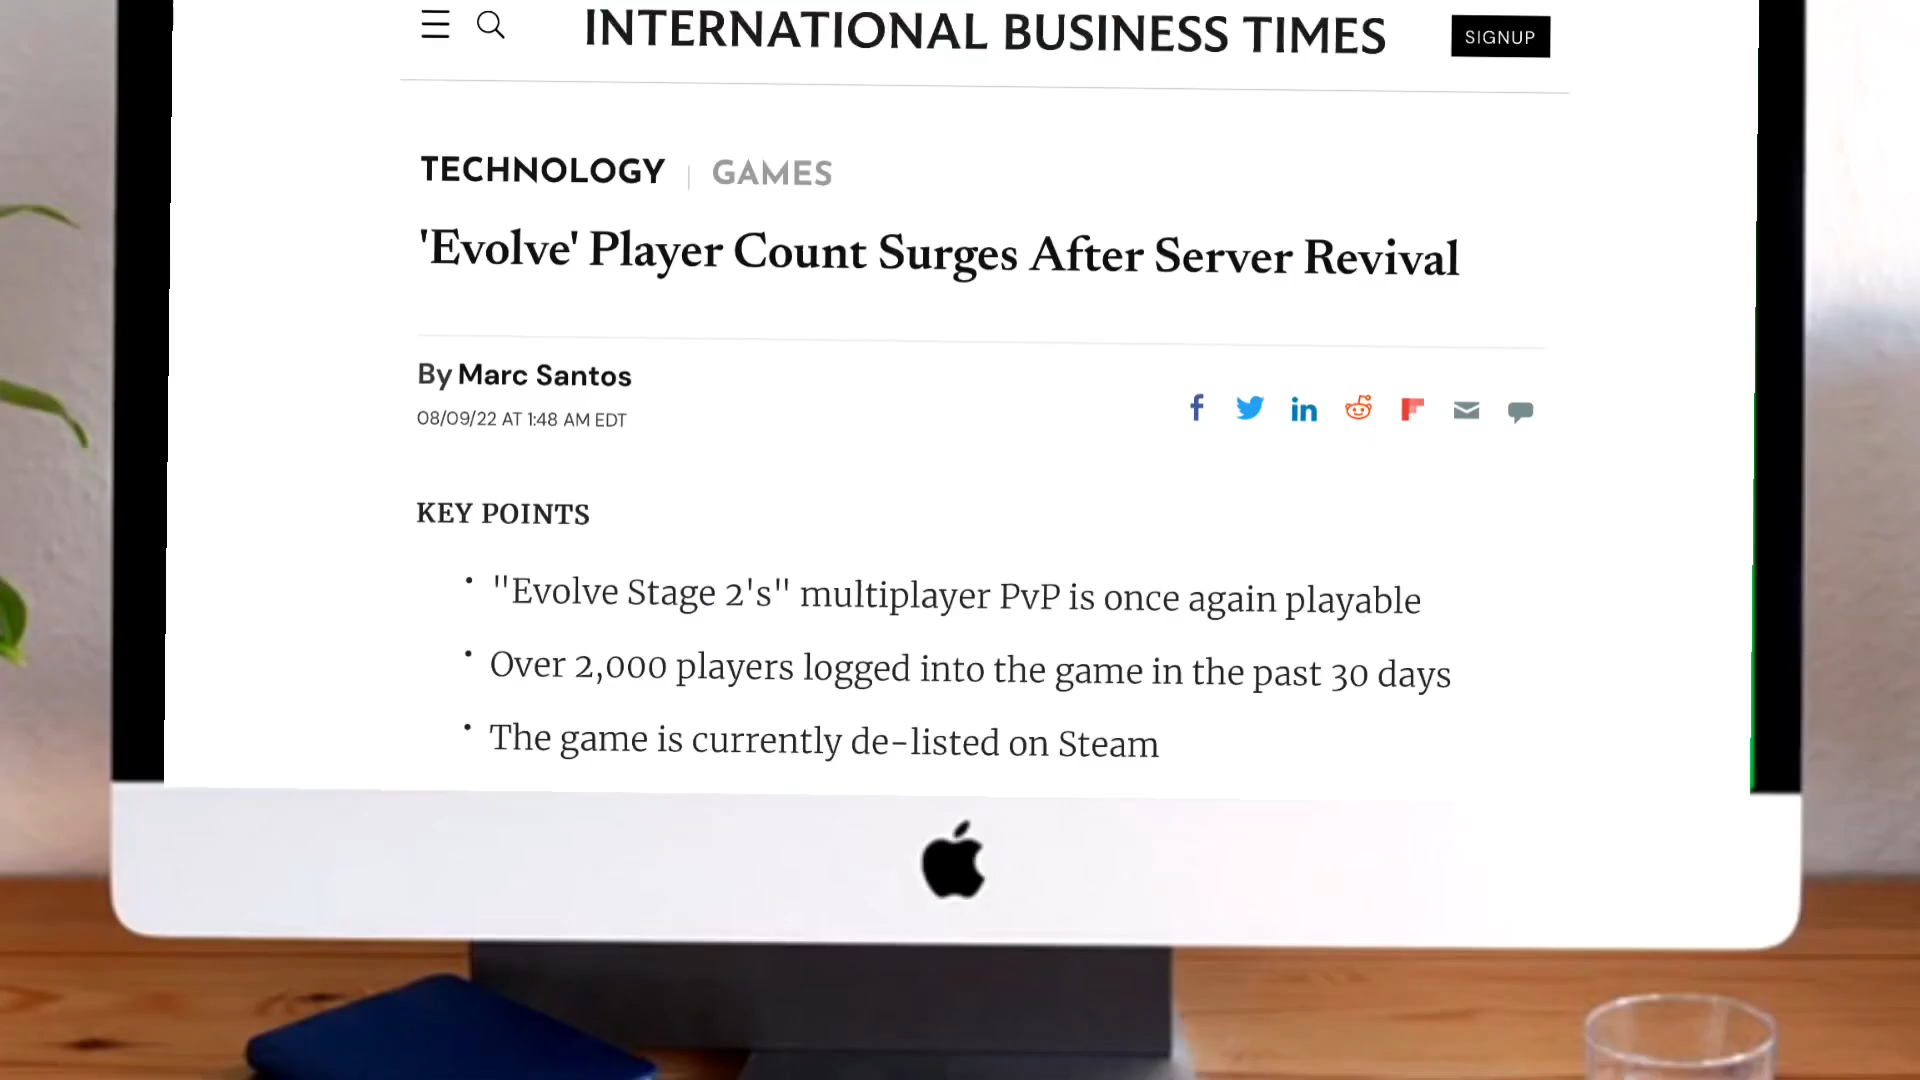 INTERNATIONAL BUSINESS TIMES
SIGNUP
TECHNOLOGY | GAMES
'Evolve' Player Count Surges After Server Revival
By Marc Santos
08/09/22 AT 1:48 AM EDT
KEY POINTS
• "Evolve Stage 2's" multiplayer PvP is once again playable
• Over 2,000 players logged into the game in the past 30 days
• The game is currently de-listed on Steam